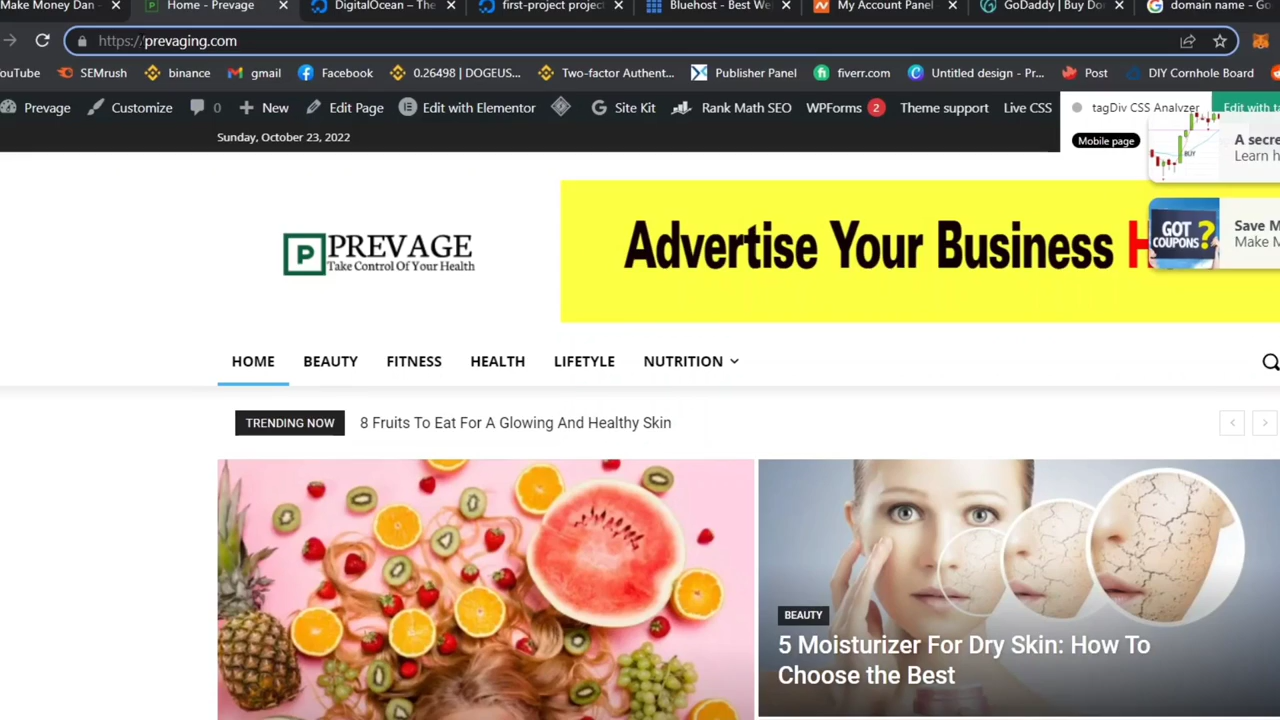 Make Money Dan -
Home - Prevage
DigitalOcean – The
first-project projec
Bluehost - Best We
My Account Panel
GoDaddy | Buy Do
domain name - Go
https://prevaging.com
SEMrush
binance
gmail
Facebook
0.26498 | DOGEUS...
Two-factor Authent...
Publisher Panel
fiverr.com
Untitled design - Pr...
Post
DIY Cornhole Board
Prevage
Customize
0
New
Edit Page
Edit with Elementor
Site Kit
Rank Math SEO
WPForms 2
Theme support
Live CSS
tagDiv CSS Analyzer
Edit with ta
Sunday, October 23, 2022
Mobile page
BUY
A secre
Learn h
P PREVAGE
Take Control Of Your Health
Advertise Your Business H
GOT
COUPONS?
Save M
Make M
HOME
BEAUTY
FITNESS
HEALTH
LIFETYLE
NUTRITION
TRENDING NOW
8 Fruits To Eat For A Glowing And Healthy Skin
BEAUTY
5 Moisturizer For Dry Skin: How To
Choose the Best